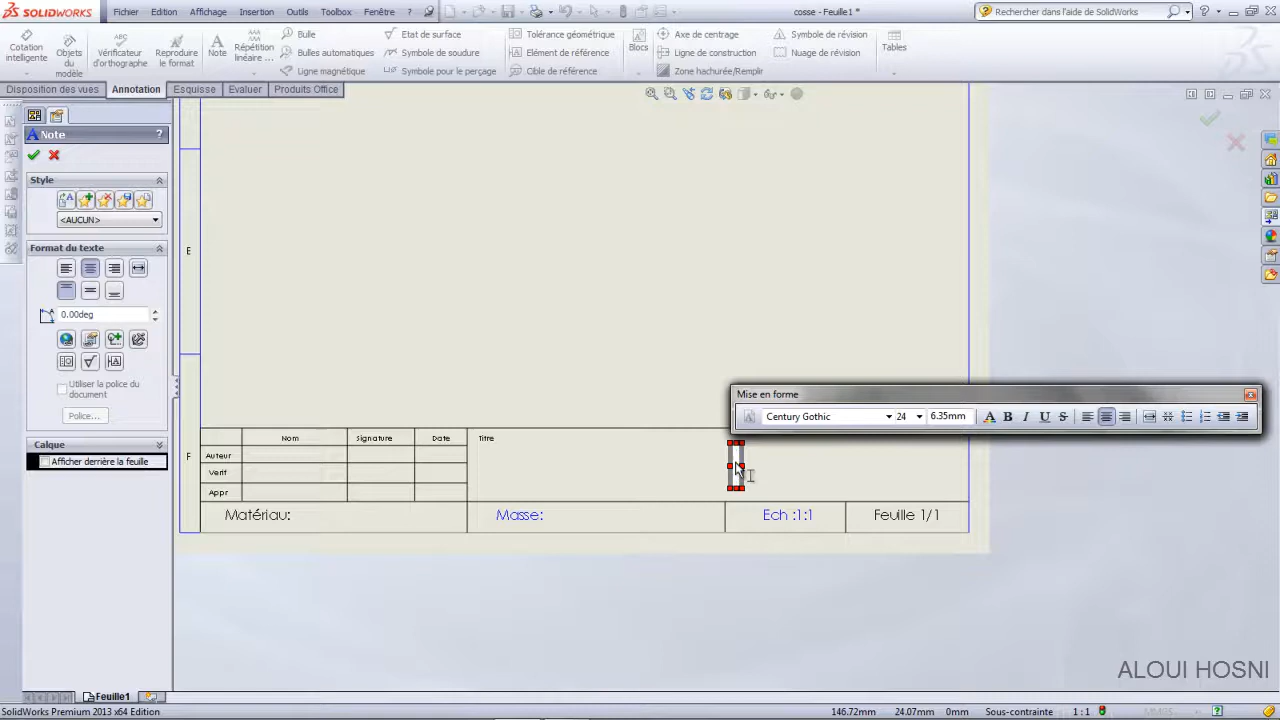 SOLIDWORKS
Fichier Edition Affichage Insertion Outils Toolbox Fenêtre ? cosse - Feuille1 * Rechercher dans l'aide de SolidWorks
Cotation intelligente
Objets du modèle
Vérificateur d'orthographe
Reproduire le format
Note
Répétition linéaire ...
Bulle
Bulles automatiques
Ligne magnétique
Etat de surface
Symbole de soudure
Symbole pour le perçage
Tolérance géométrique
Elément de référence
Cible de référence
Blocs
Axe de centrage
Ligne de construction
Zone hachurée/Remplir
Symbole de révision
Nuage de révision
Tables
Disposition des vues Annotation Esquisse Evaluer Produits Office
Note ?
Style
<AUCUN>
Format du texte
0.00deg
Utiliser la police du document
Police...
Calque
Afficher derrière la feuille
E
F
Mise en forme
Century Gothic 24 6.35mm
Nom Signature Date Titre
Auteur
Verif
Appr
Matériau: Masse: Ech :1:1 Feuille 1/1
ALOUI HOSNI
Feuille1
SolidWorks Premium 2013 x64 Edition 146.72mm 24.07mm 0mm Sous-contrainte 1 : 1